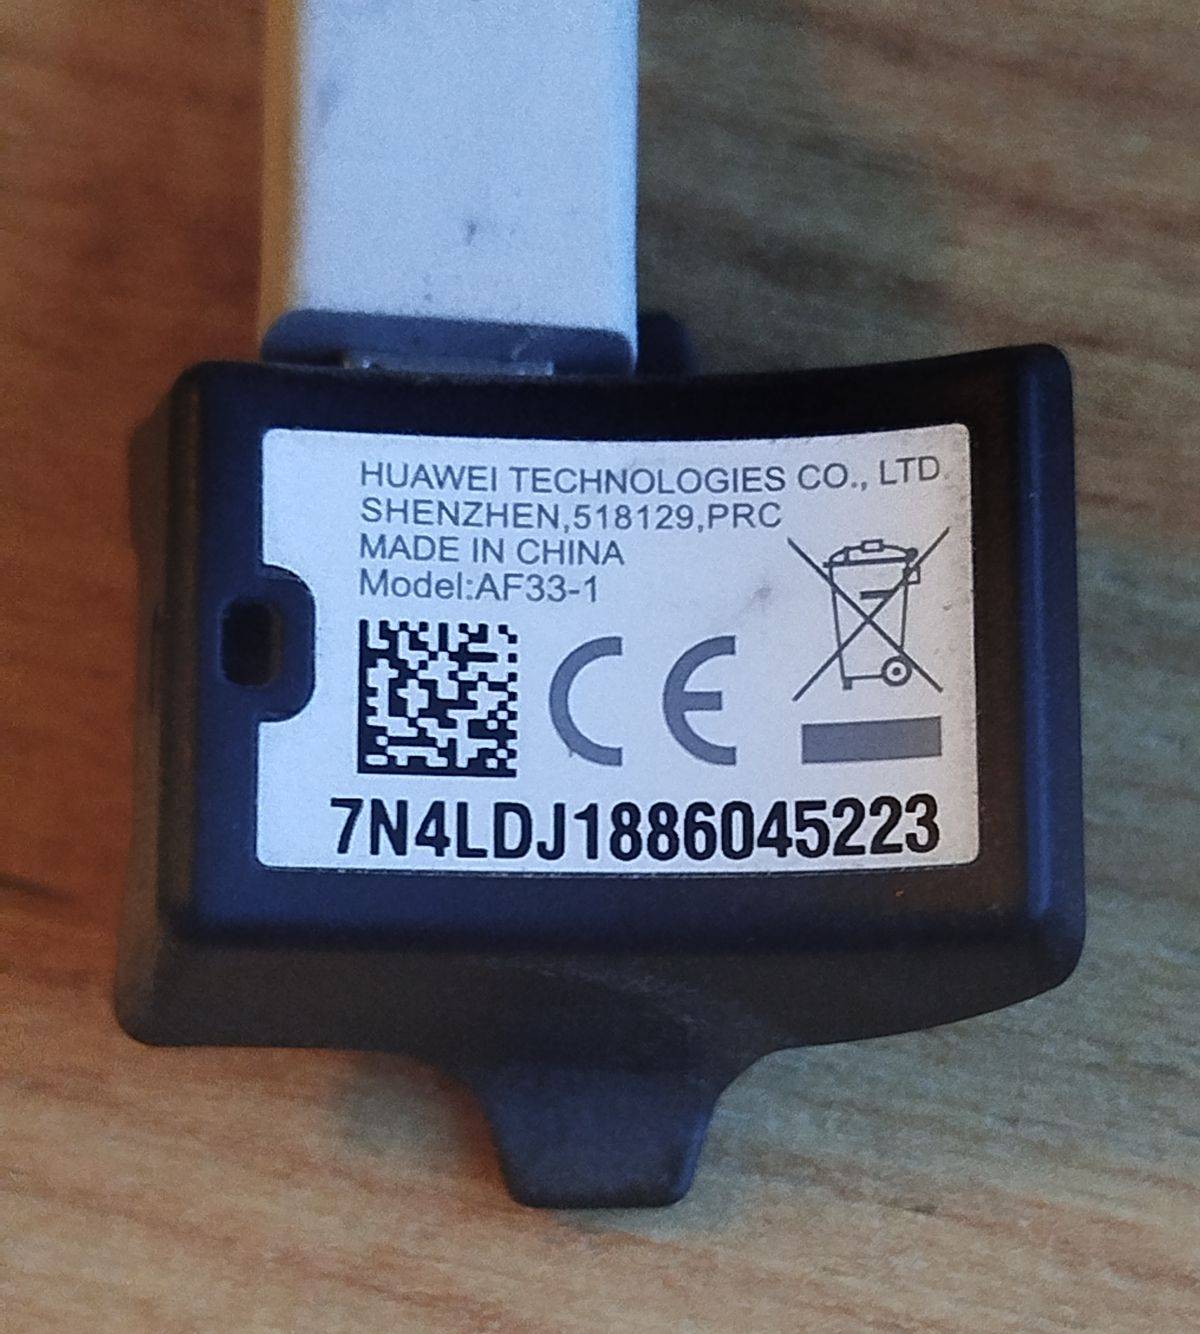 HUAWEI TECHNOLOGIES CO., LTD.
SHENZHEN,518129,PRC
MADE IN CHINA
Model:AF33-1
CE
7N4LDJ1886045223